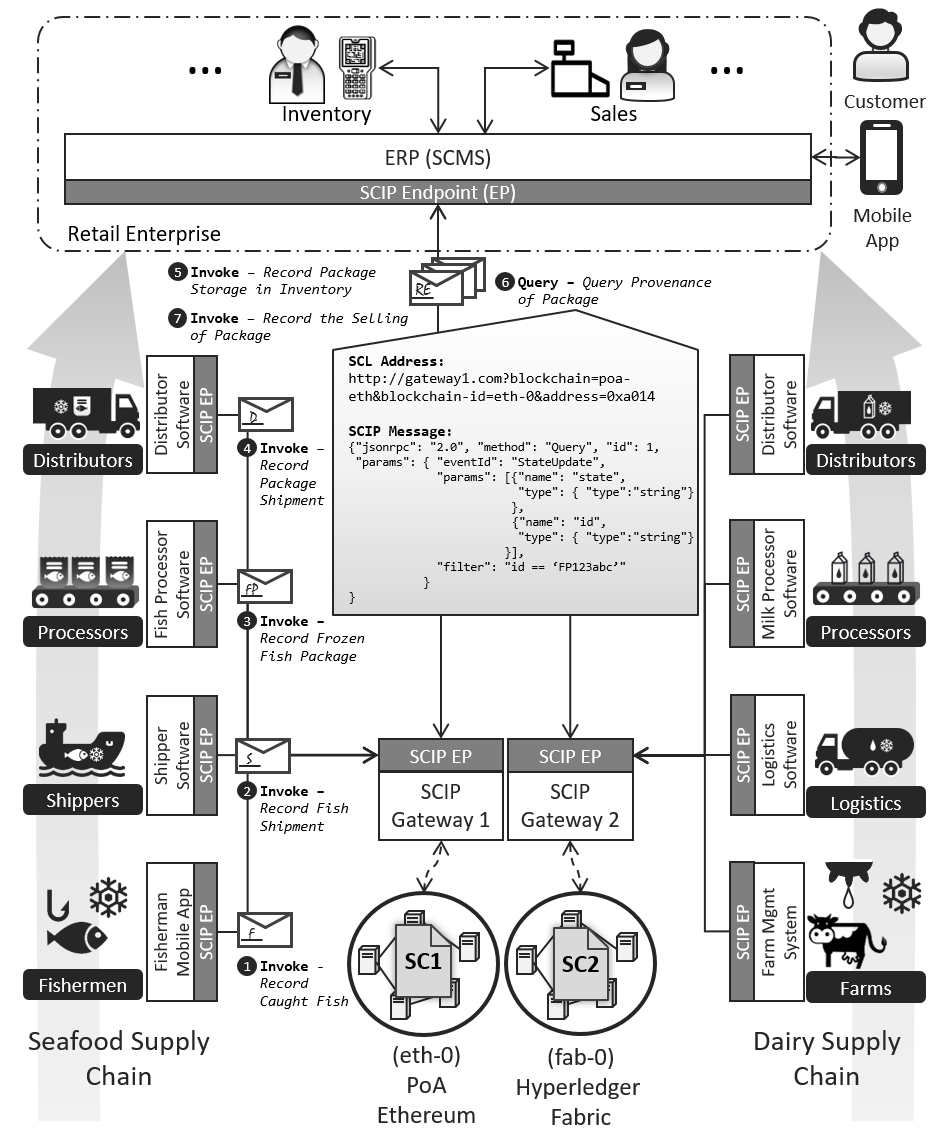 ...
...
Inventory
Sales
Customer
ERP (SCMS)
SCIP Endpoint (EP)
Mobile
App
Retail Enterprise
5 Invoke – Record Package
Storage in Inventory
7 Invoke – Record the Selling
of Package
RE
6 Query – Query Provenance
of Package
SCL Address:
http://gateway1.com?blockchain=poa-
eth&blockchain-id=eth-0&address=0xa014
SCIP Message:
{"jsonrpc": "2.0", "method": "Query", "id": 1,
"params": { "eventId": "StateUpdate",
"params": [{"name": "state",
"type": { "type":"string"}
},
{"name": "id",
"type": { "type":"string"}
}],
"filter": "id == ‘FP123abc’"
}
}
Distributors
Distributor
Software
SCIP EP
D
4 Invoke –
Record
Package
Shipment
Processors
Fish Processor
Software
SCIP EP
FP
3 Invoke –
Record Frozen
Fish Package
Shippers
Shipper
Software
SCIP EP
S
2 Invoke –
Record Fish
Shipment
Fishermen
Fisherman
Mobile App
SCIP EP
F
1 Invoke -
Record
Caught Fish
Seafood Supply
Chain
SCIP EP
SCIP
Gateway 1
SCIP EP
SCIP
Gateway 2
SC1
SC2
(eth-0)
PoA
Ethereum
(fab-0)
Hyperledger
Fabric
SCIP EP
Distributor
Software
Distributors
SCIP EP
Milk Processor
Software
Processors
SCIP EP
Logistics
Software
Logistics
SCIP EP
Farm Mgmt
System
Farms
Dairy Supply
Chain